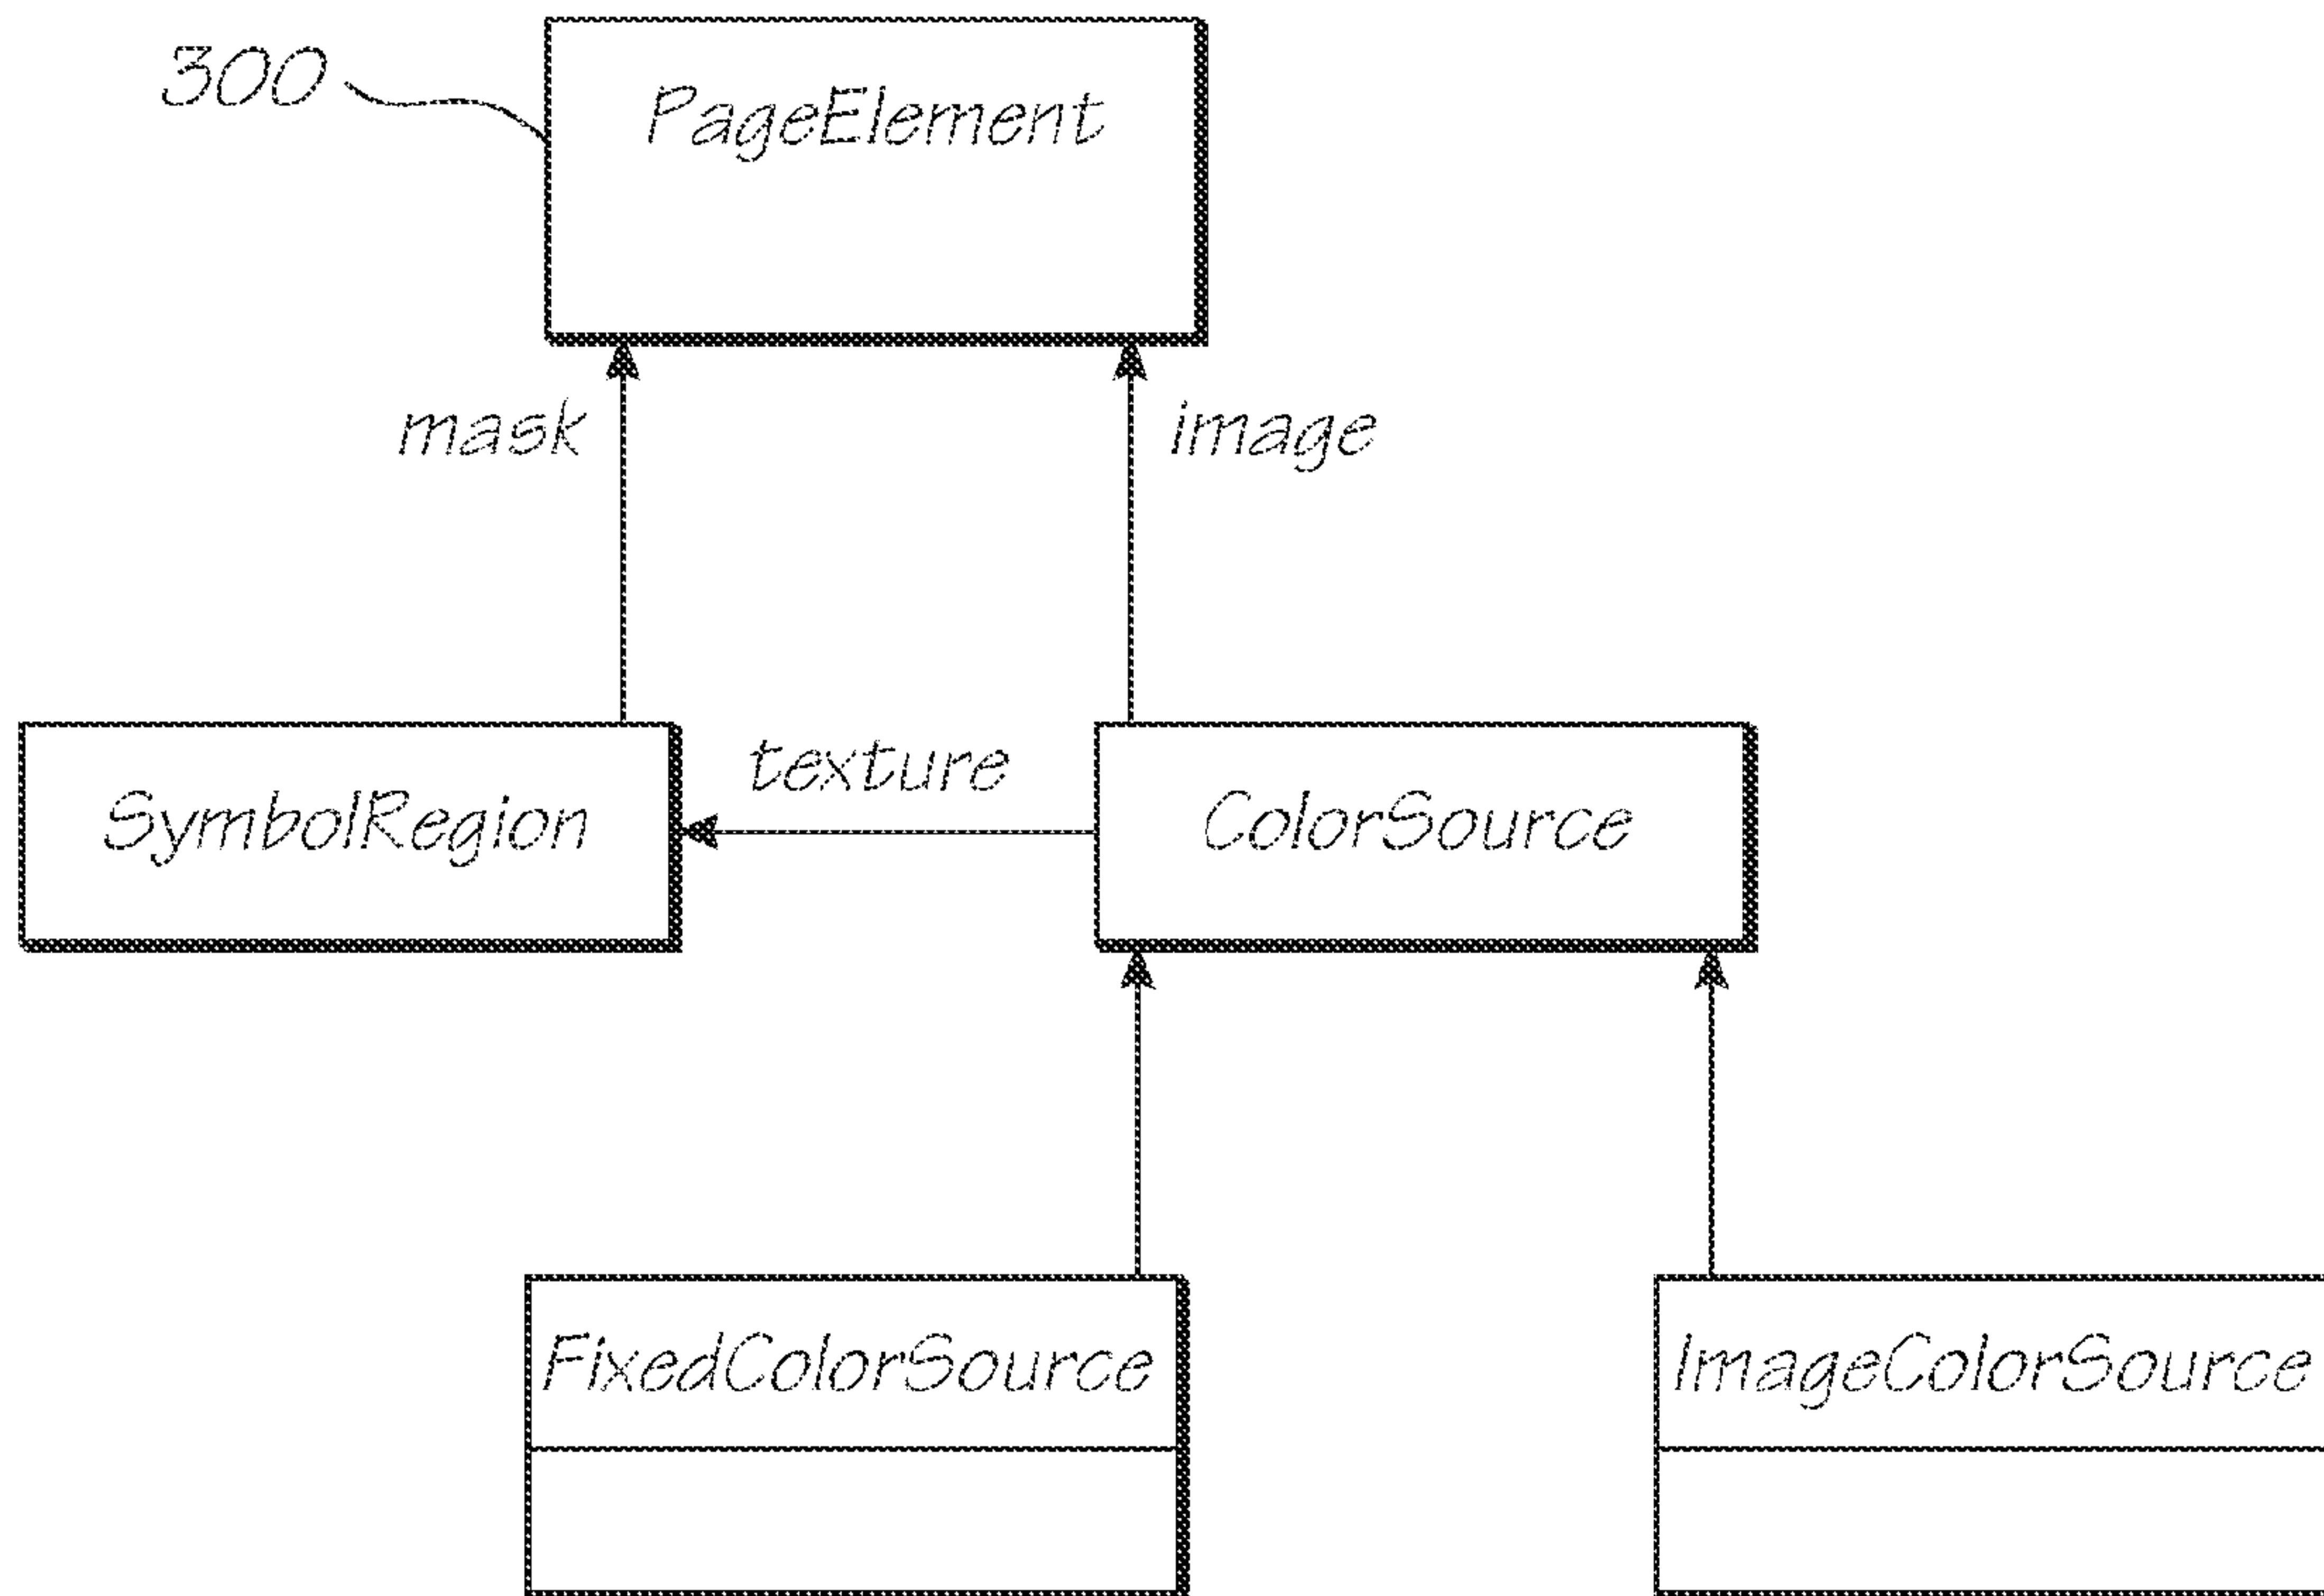 300
PageElement
mask
image
texture
SymbolRegion
ColorSource
FixedColorSource
ImageColorSource